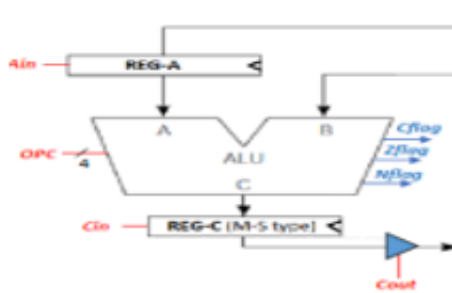 Ain
REG-A
A
B
Cflag
Zflag
Nflag
OPC
4
ALU
C
Cin
REG-C (M-S type)
Cout